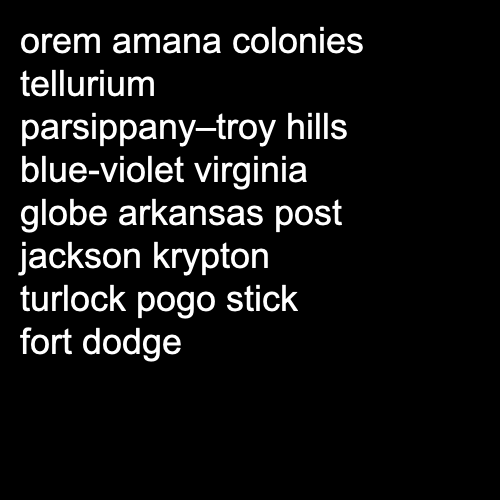 orem amana colonies
tellurium
parsippany–troy hills
blue-violet virginia
globe arkansas post
jackson krypton
turlock pogo stick
fort dodge